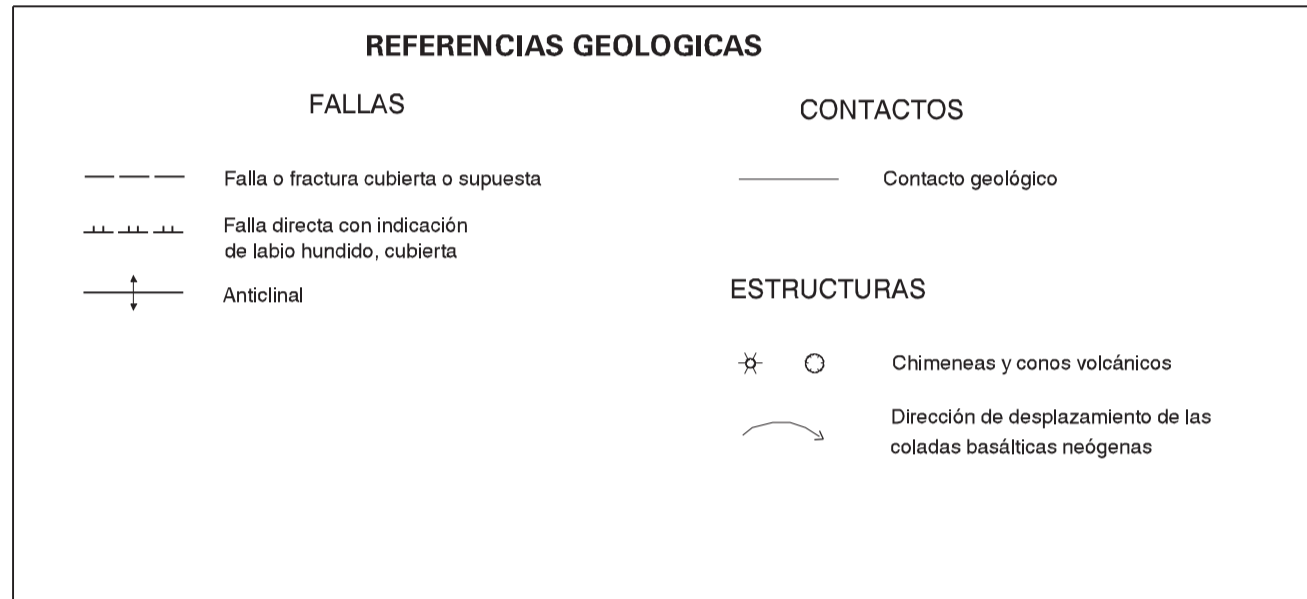 REFERENCIAS GEOLOGICAS
FALLAS
Falla o fractura cubierta o supuesta
Falla directa con indicación
de labio hundido, cubierta
Anticlinal
CONTACTOS
Contacto geológico
ESTRUCTURAS
Chimeneas y conos volcánicos
Dirección de desplazamiento de las
coladas basálticas neógenas